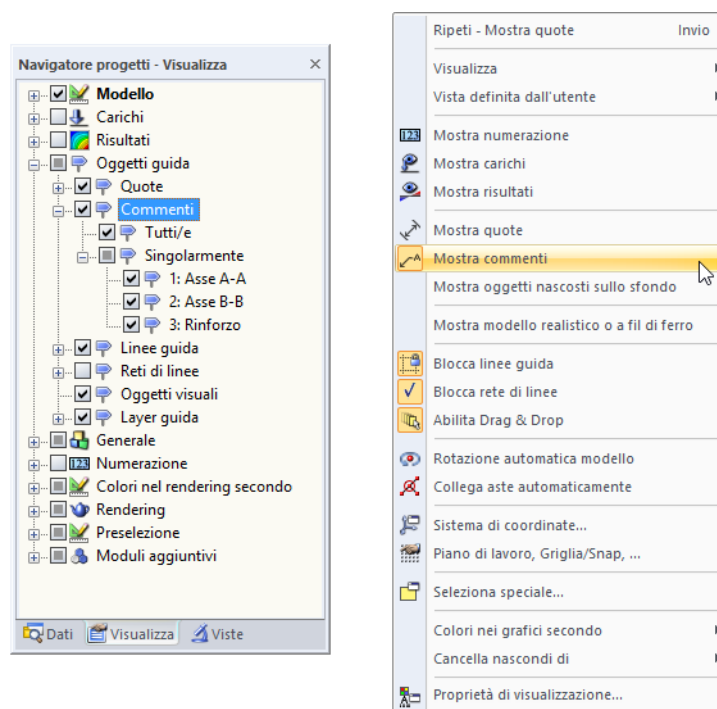 Navigatore progetti - Visualizza
Modello
Carichi
Risultati
Oggetti guida
Quote
Commenti
Tutti/e
Singolarmente
1: Asse A-A
2: Asse B-B
3: Rinforzo
Linee guida
Reti di linee
Oggetti visuali
Layer guida
Generale
123 Numerazione
Colori nel rendering secondo
Rendering
Preselezione
Moduli aggiuntivi
Dati Visualizza Viste
Ripeti - Mostra quote Invio
Visualizza
Vista definita dall'utente
123 Mostra numerazione
Mostra carichi
Mostra risultati
Mostra quote
A Mostra commenti
Mostra oggetti nascosti sullo sfondo
Mostra modello realistico o a fil di ferro
Blocca linee guida
Blocca rete di linee
Abilita Drag & Drop
Rotazione automatica modello
Collega aste automaticamente
Sistema di coordinate...
Piano di lavoro, Griglia/Snap, ...
Seleziona speciale...
Colori nei grafici secondo
Cancella nascondi di
A Proprietà di visualizzazione...